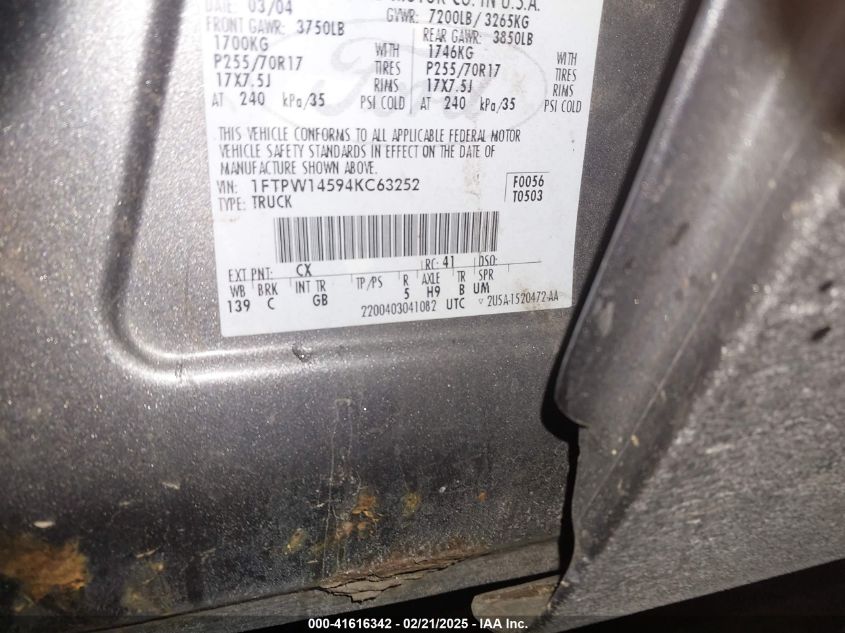 DATE: 03/04 MOTOR CO. IN U.S.A.
GVWR: 7200LB / 3265KG
FRONT GAWR: 3750LB REAR GAWR: 3850LB
1700KG WITH 1746KG WITH
P255/70R17 TIRES P255/70R17 TIRES
17X7.5J RIMS 17X7.5J RIMS
AT 240 kPa/35 PSI COLD AT 240 kPa/35 PSI COLD
Ford
THIS VEHICLE CONFORMS TO ALL APPLICABLE FEDERAL MOTOR
VEHICLE SAFETY STANDARDS IN EFFECT ON THE DATE OF
MANUFACTURE SHOWN ABOVE.
VIN: 1FTPW14594KC63252 F0056
TYPE: TRUCK T0503
EXT PNT: CX RC: 41 DSO:
WB BRK INT TR TP/PS R AXLE TR SPR
139 C GB 5 H9 B UM
2200403041082 UTC ▽ 2U5A-1520472-AA
000-41616342 - 02/21/2025 - IAA Inc.